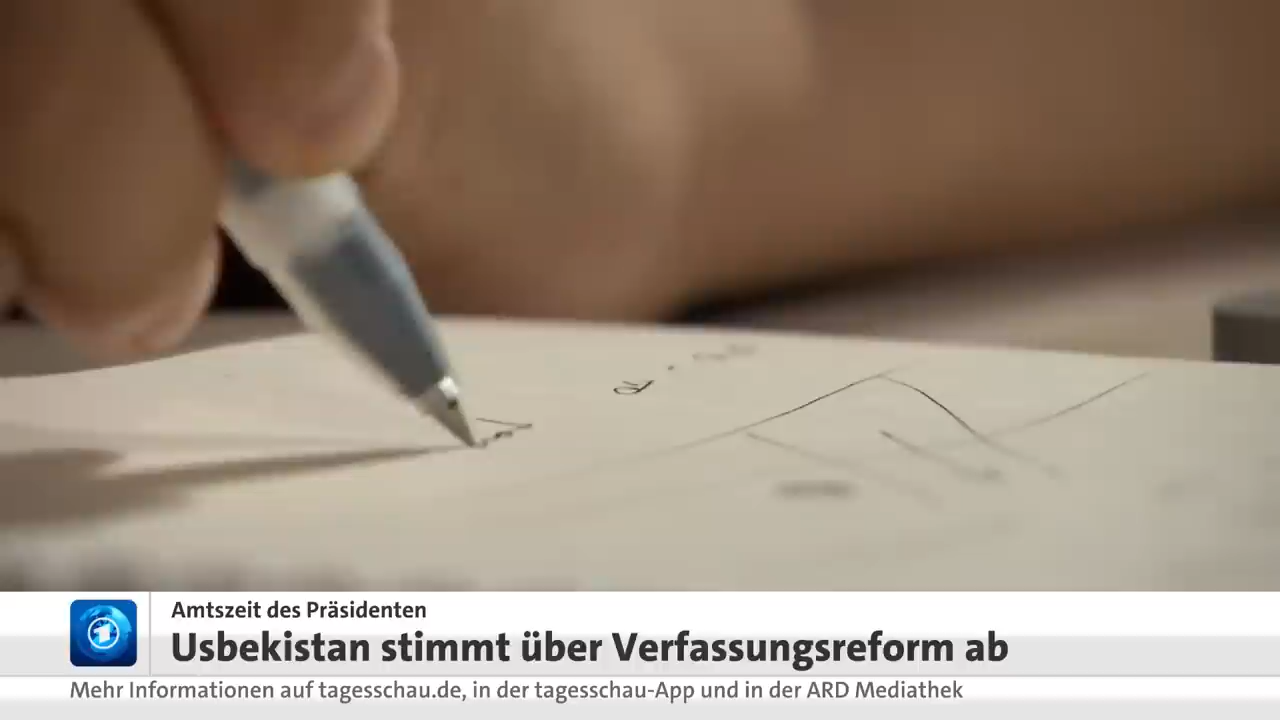 Amtszeit des Präsidenten
Usbekistan stimmt über Verfassungsreform ab
Mehr Informationen auf tagesschau.de, in der tagesschau-App und in der ARD Mediathek